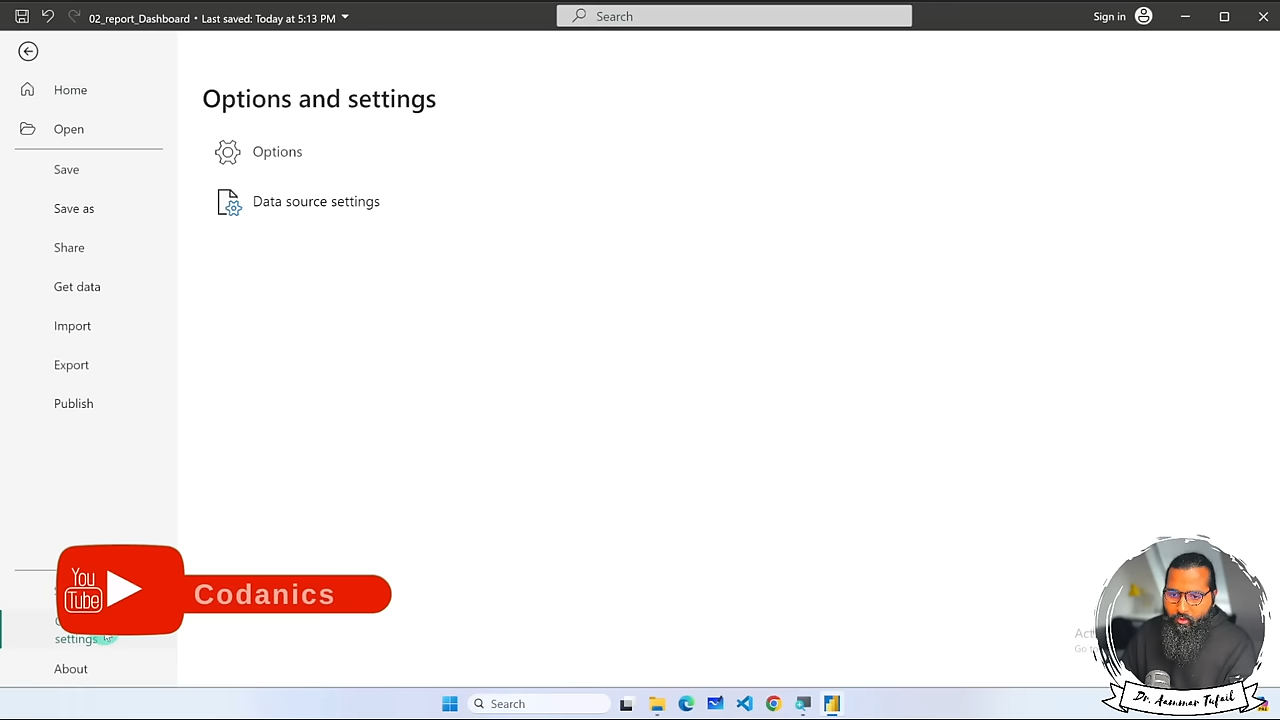 02_report_Dashboard • Last saved: Today at 5:13 PM
Search
Sign in
Home
Open
Save
Save as
Share
Get data
Import
Export
Publish
settings
About
Options and settings
Options
Data source settings
You
Tube
Codanics
Go to
Dr. Aammar Tufail
Search